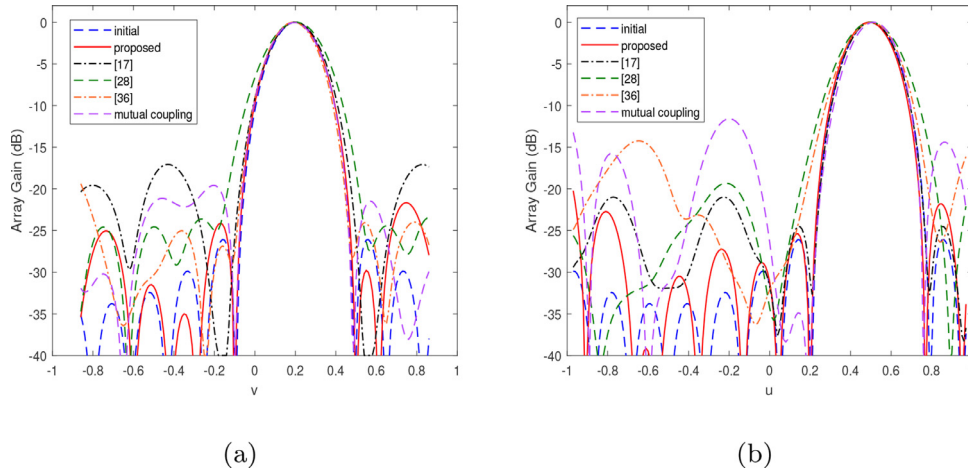 initial
proposed
[17]
[28]
[36]
mutual coupling
Array Gain (dB)
0
-5
-10
-15
-20
-25
-30
-35
-40
-1 -0.8 -0.6 -0.4 -0.2 0 0.2 0.4 0.6 0.8 1
v
(a)
initial
proposed
[17]
[28]
[36]
mutual coupling
Array Gain (dB)
0
-5
-10
-15
-20
-25
-30
-35
-40
-1 -0.8 -0.6 -0.4 -0.2 0 0.2 0.4 0.6 0.8
u
(b)